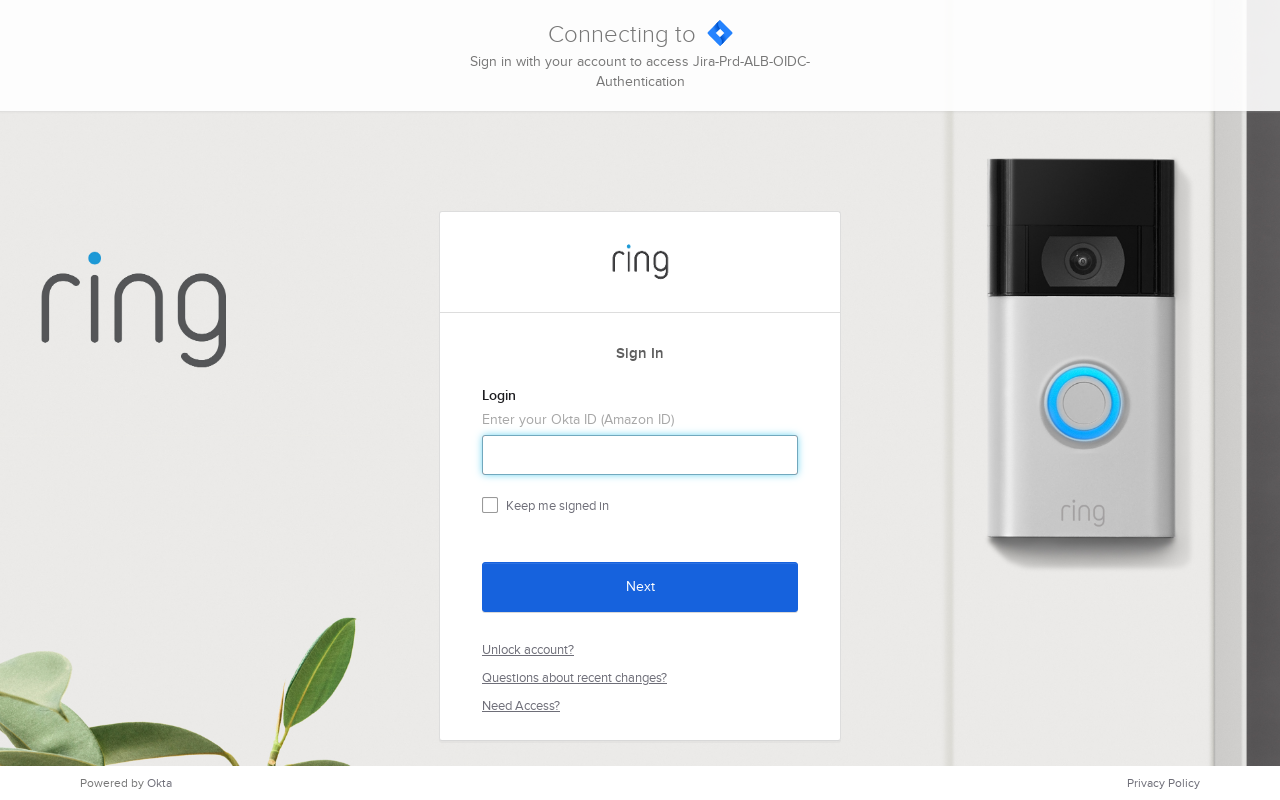 Connecting to
Sign in with your account to access Jira-Prd-ALB-OIDC-
Authentication
ring
ring
Sign In
Login
Enter your Okta ID (Amazon ID)
Keep me signed in
ring
Next
Unlock account?
Questions about recent changes?
Need Access?
Powered by Okta
Privacy Policy